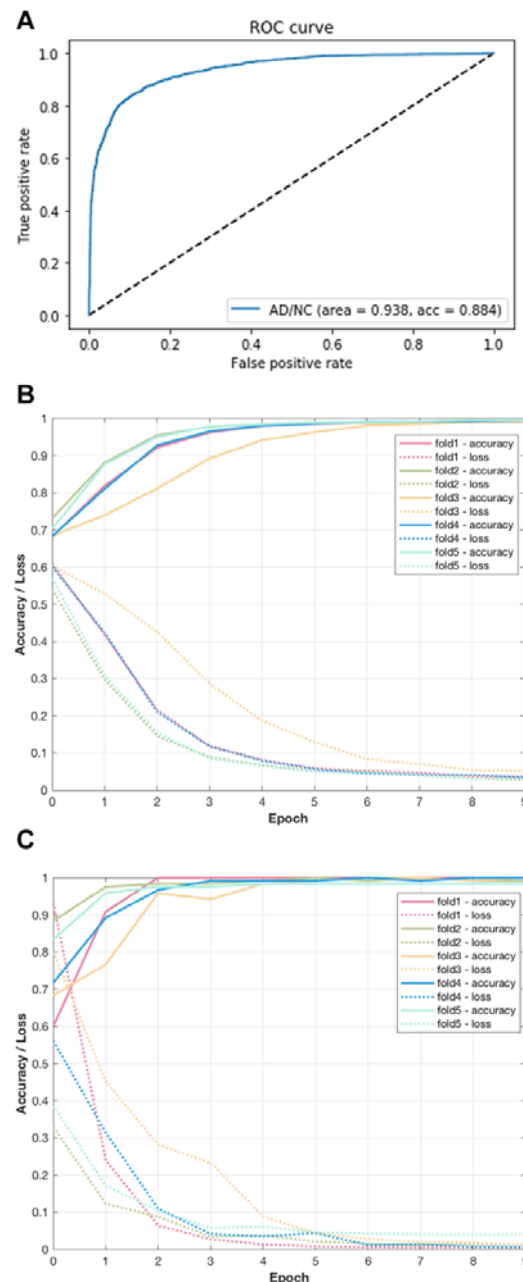 A
ROC curve
True positive rate
1.0
0.8
0.6
0.4
0.2
0.0
AD/NC (area = 0.938, acc = 0.884)
0.0 0.2 0.4 0.6 0.8 1.0
False positive rate
B
Accuracy / Loss
1
0.9
0.8
0.7
0.6
0.5
0.4
0.3
0.2
0.1
0
fold1 - accuracy
fold1 - loss
fold2 - accuracy
fold2 - loss
fold3 - accuracy
fold3 - loss
fold4 - accuracy
fold4 - loss
fold5 - accuracy
fold5 - loss
0 1 2 3 4 5 6 7 8 9
Epoch
C
Accuracy / Loss
1
0.9
0.8
0.7
0.6
0.5
0.4
0.3
0.2
0.1
0
fold1 - accuracy
fold1 - loss
fold2 - accuracy
fold2 - loss
fold3 - accuracy
fold3 - loss
fold4 - accuracy
fold4 - loss
fold5 - accuracy
fold5 - loss
0 1 2 3 4 5 6 7 8 9
Epoch